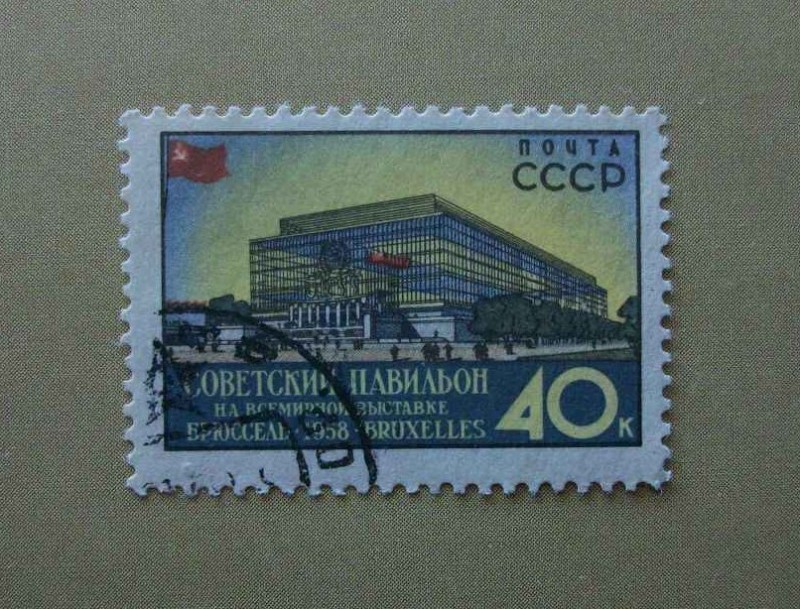 ПОЧТА
СССР
СОВЕТСКИЙ ПАВИЛЬОН
НА ВСЕМИРНОЙ ВЫСТАВКЕ
БРЮССЕЛЬ·1958·BRUXELLES
40К